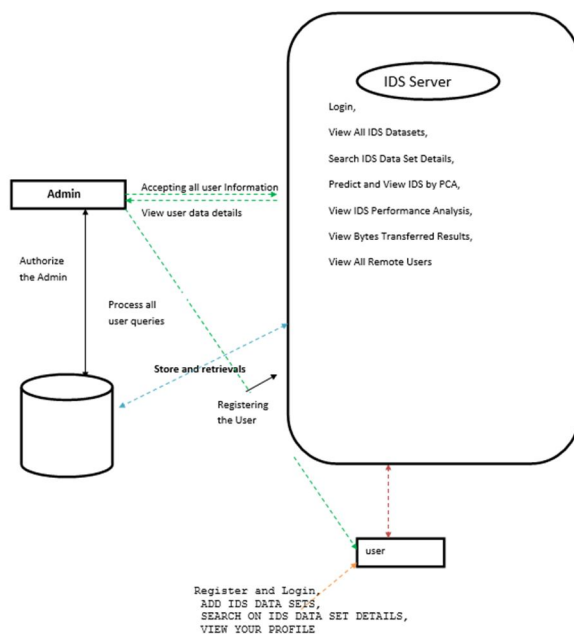 IDS Server
Login,
View All IDS Datasets,
Search IDS Data Set Details,
Predict and View IDS by PCA,
View IDS Performance Analysis,
View Bytes Transferred Results,
View All Remote Users
Admin
Accepting all user Information
View user data details
Authorize
the Admin
Process all
user queries
Store and retrievals
Registering
the User
user
Register and Login,
ADD IDS DATA SETS,
SEARCH ON IDS DATA SET DETAILS,
VIEW YOUR PROFILE